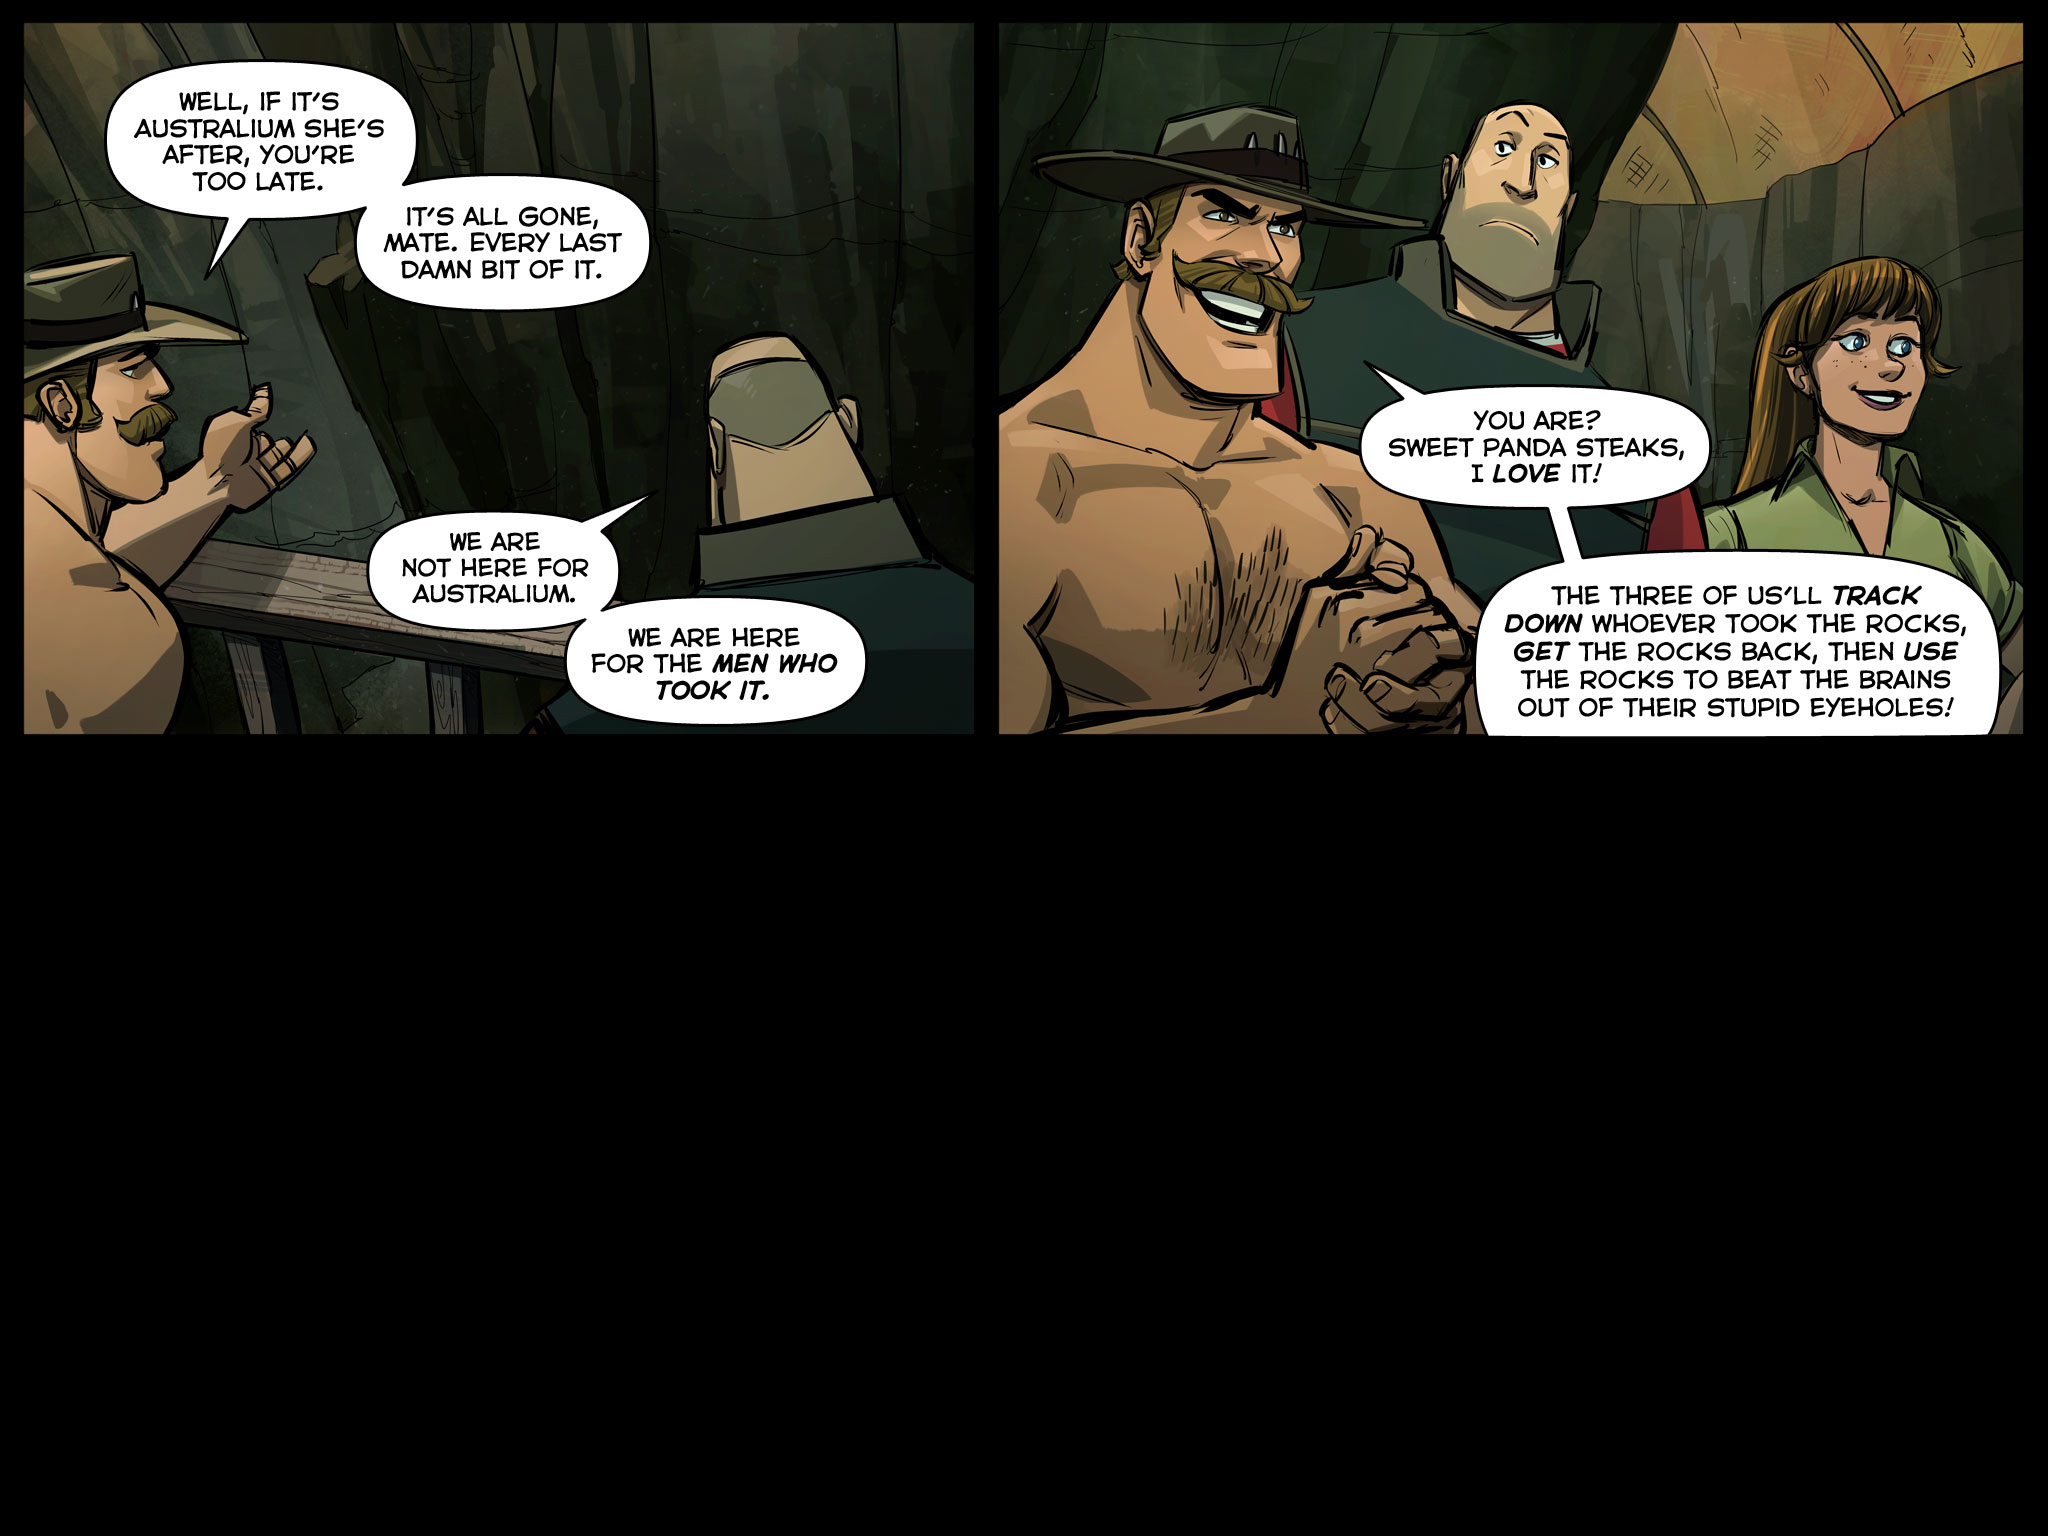 WELL, IF IT'S
AUSTRALIUM SHE'S
AFTER, YOU'RE
TOO LATE.
IT'S ALL GONE,
MATE. EVERY LAST
DAMN BIT OF IT.
WE ARE
NOT HERE FOR
AUSTRALIUM.
WE ARE HERE
FOR THE MEN WHO
TOOK IT.
YOU ARE?
SWEET PANDA STEAKS,
I LOVE IT!
THE THREE OF US'LL TRACK
DOWN WHOEVER TOOK THE ROCKS,
GET THE ROCKS BACK, THEN USE
THE ROCKS TO BEAT THE BRAINS
OUT OF THEIR STUPID EYEHOLES!